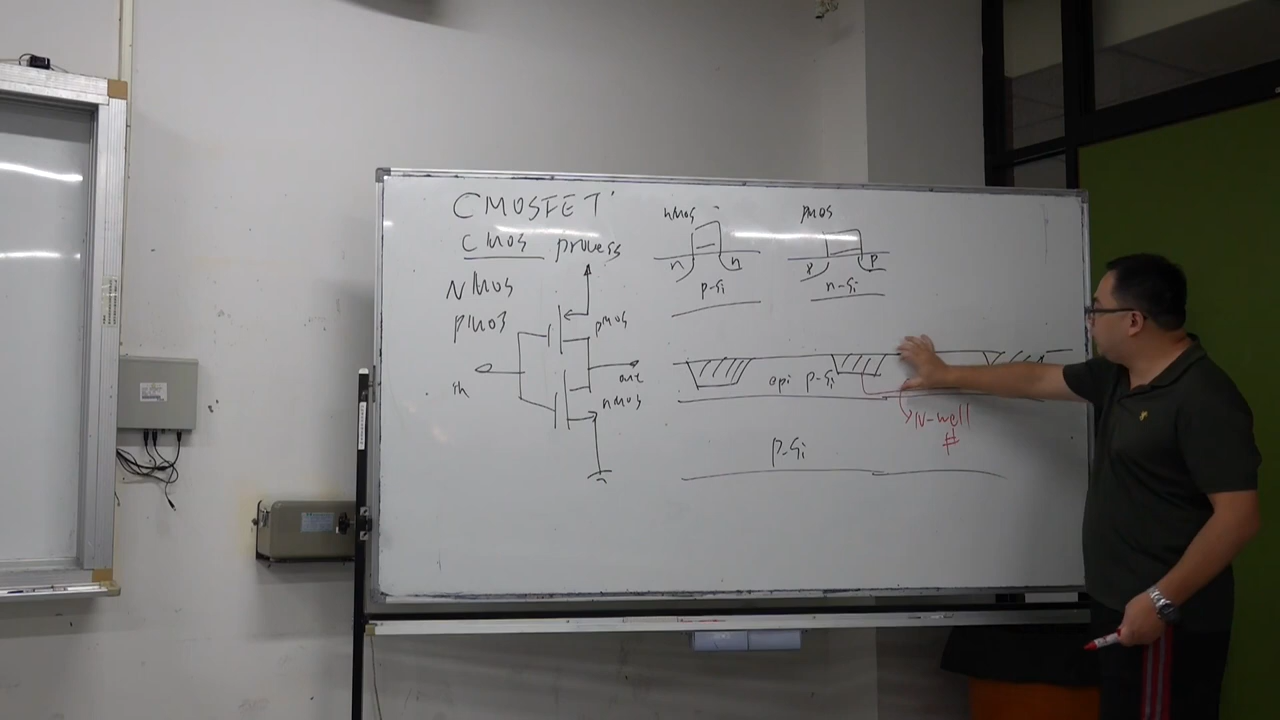 CMOSFET
CMOS process
NMOS
PMOS
in
pMOS
out
nMOS
nMOS
n n
p-Si
pMOS
p p
n-Si
epi p-Si
N-well
#
p-Si